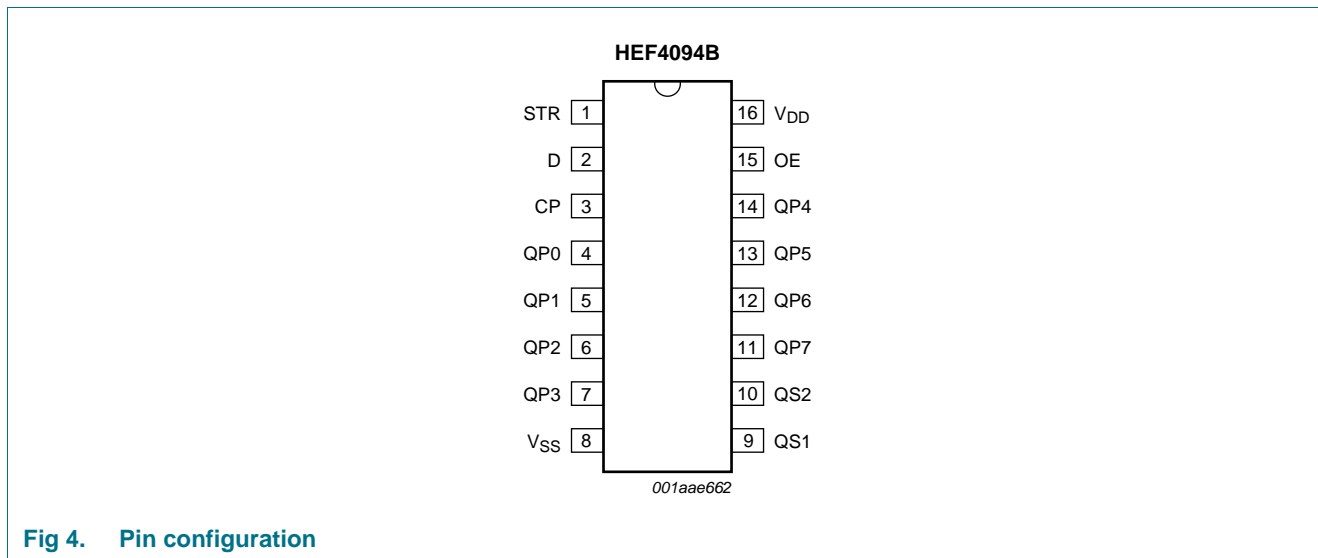 HEF4094B
STR 1 16 VDD
D 2 15 OE
CP 3 14 QP4
QP0 4 13 QP5
QP1 5 12 QP6
QP2 6 11 QP7
QP3 7 10 QS2
VSS 8 9 QS1
001aae662
Fig 4. Pin configuration